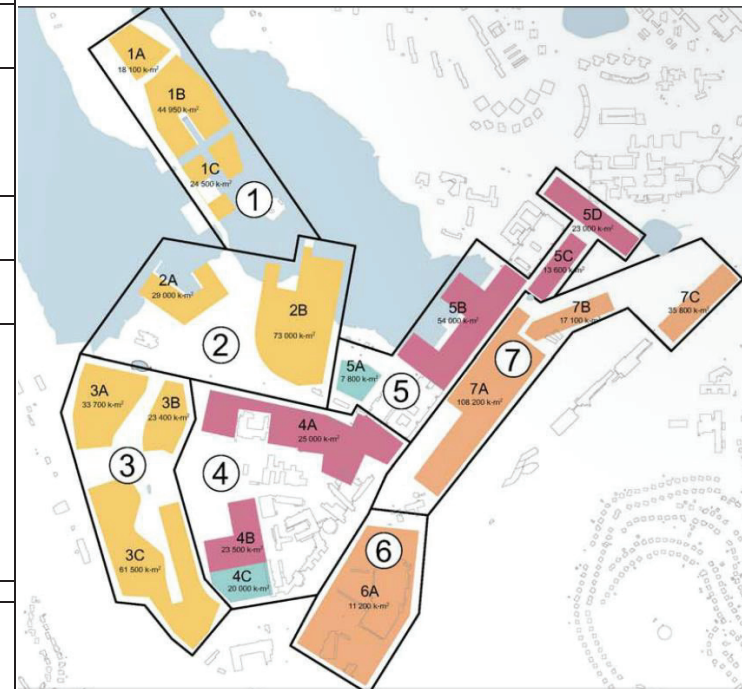 1A
18 100 k-m²
1B
44 950 k-m²
1C
24 500 k-m²
1
2A
29 000 k-m²
2B
73 000 k-m²
2
3A
33 700 k-m²
3B
23 400 k-m²
3
3C
61 500 k-m²
4A
25 000 k-m²
4
4B
23 500 k-m²
4C
20 000 k-m²
5A
7 800 k-m²
5
5B
54 000 k-m²
5C
13 600 k-m²
5D
23 000 k-m²
6
6A
11 200 k-m²
7A
108 200 k-m²
7
7B
17 100 k-m²
7C
35 800 k-m²